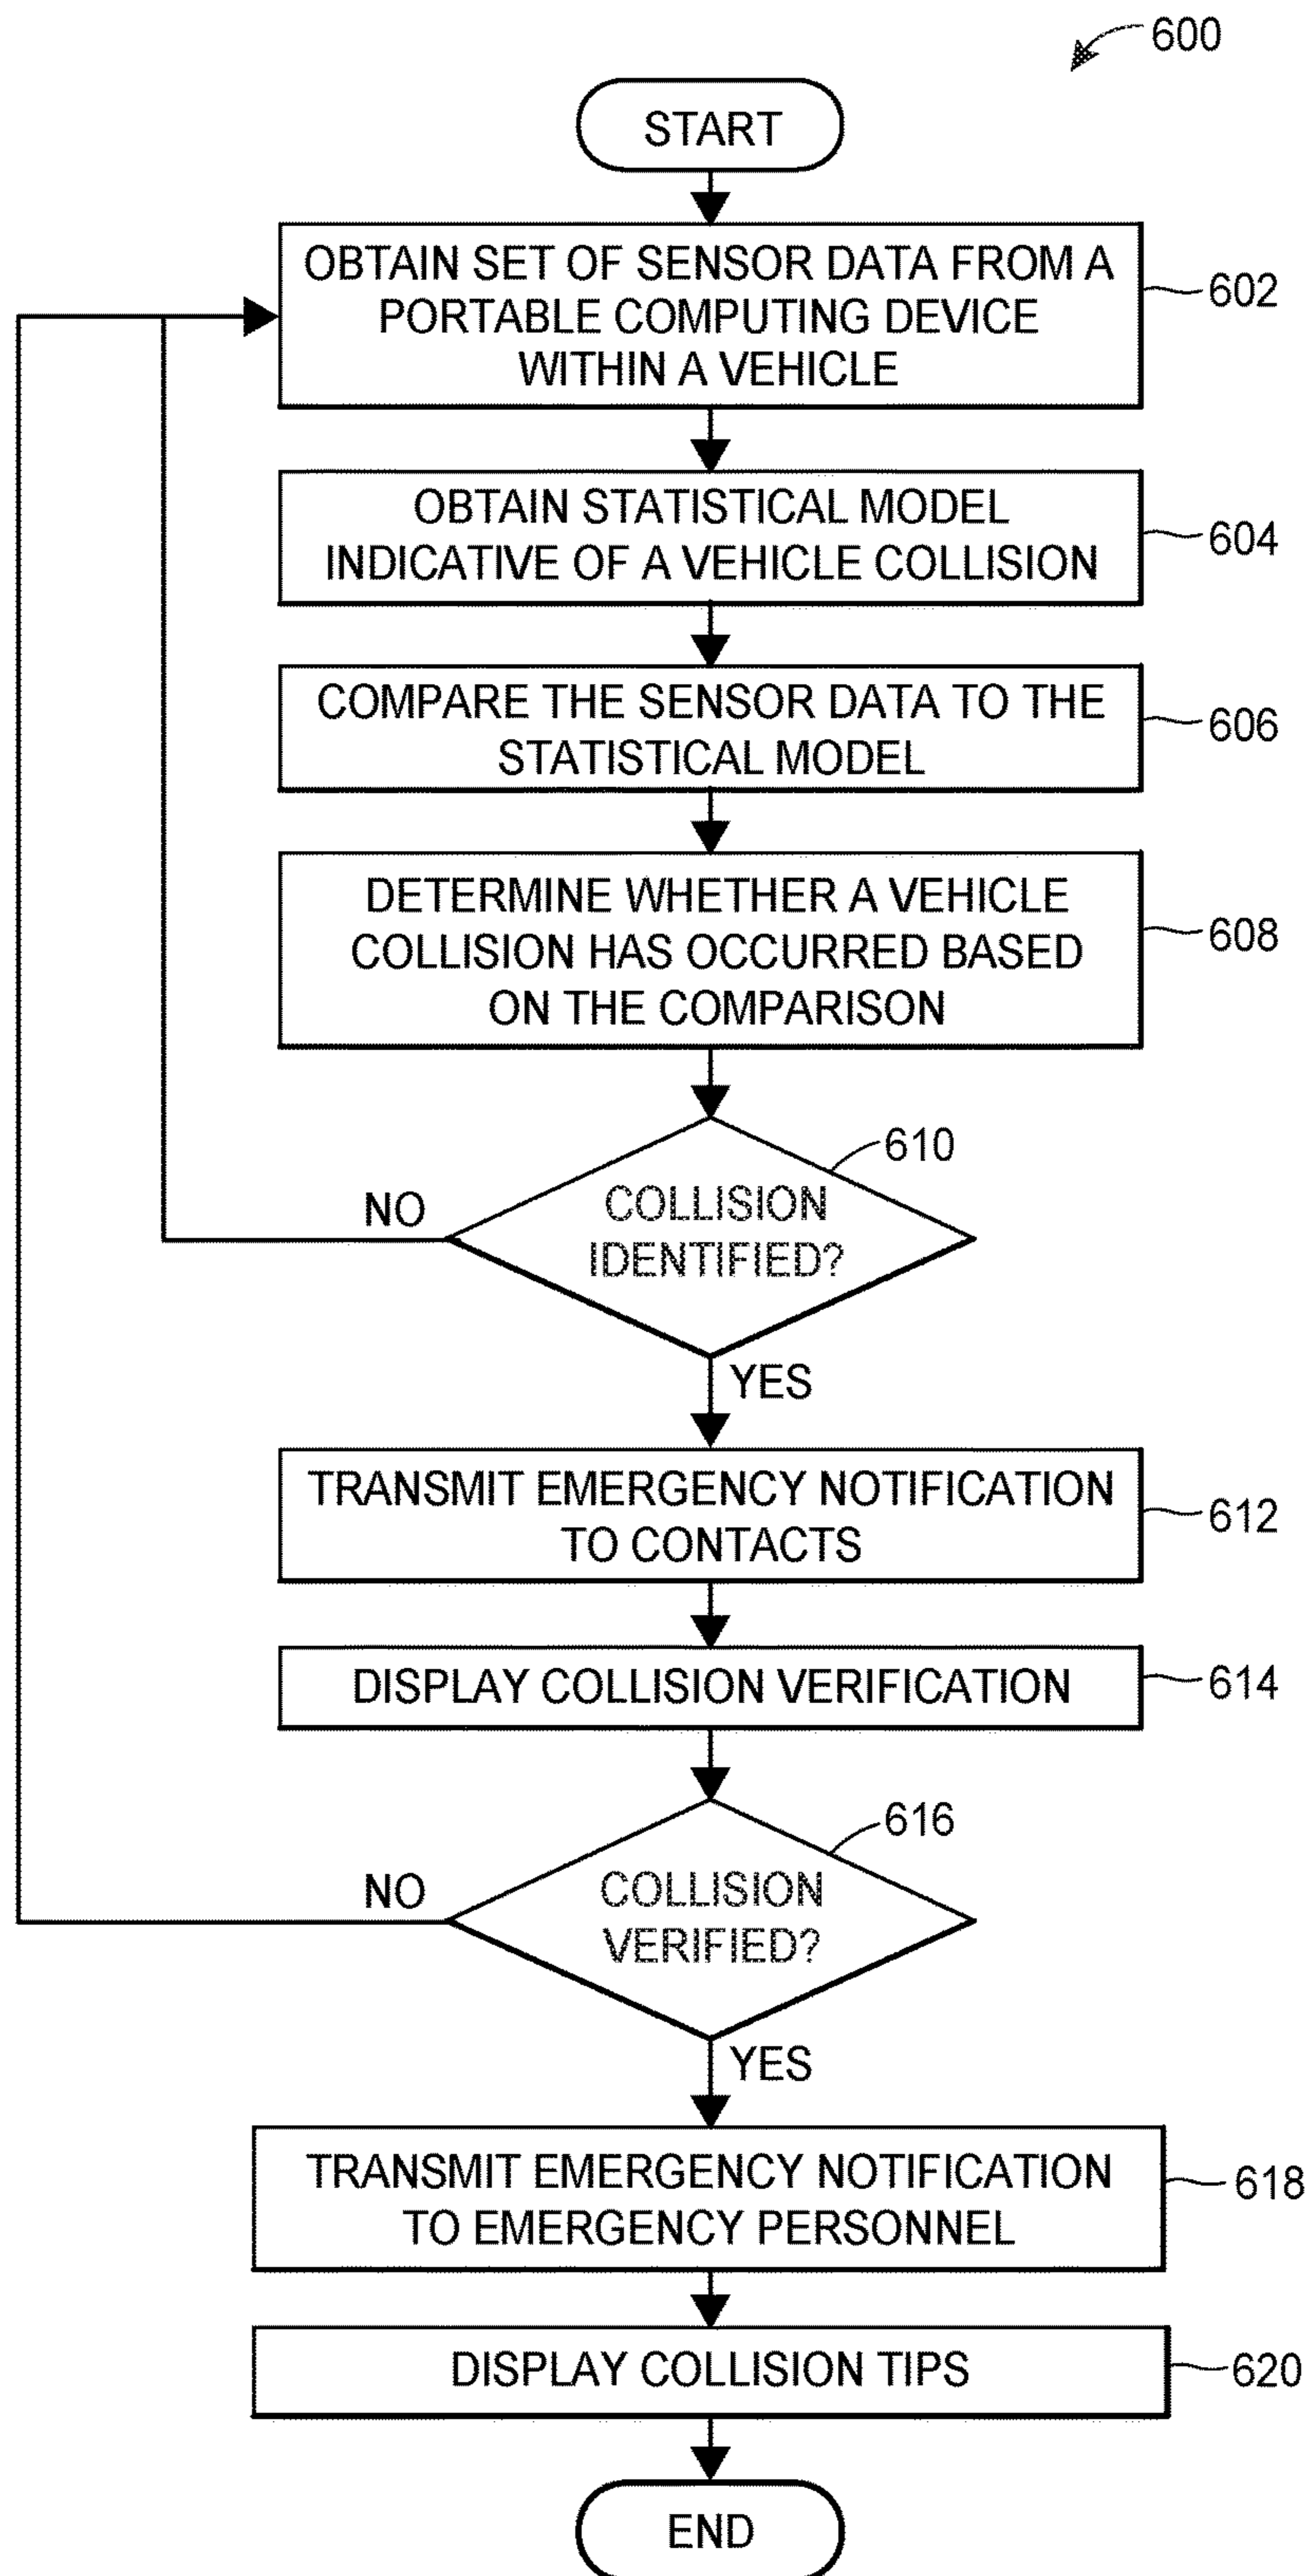 600
START
OBTAIN SET OF SENSOR DATA FROM A
PORTABLE COMPUTING DEVICE
WITHIN A VEHICLE
602
OBTAIN STATISTICAL MODEL
INDICATIVE OF A VEHICLE COLLISION
604
COMPARE THE SENSOR DATA TO THE
STATISTICAL MODEL
606
DETERMINE WHETHER A VEHICLE
COLLISION HAS OCCURRED BASED
ON THE COMPARISON
608
610
COLLISION
IDENTIFIED?
NO
YES
TRANSMIT EMERGENCY NOTIFICATION
TO CONTACTS
612
DISPLAY COLLISION VERIFICATION
614
616
COLLISION
VERIFIED?
NO
YES
TRANSMIT EMERGENCY NOTIFICATION
TO EMERGENCY PERSONNEL
618
DISPLAY COLLISION TIPS
620
END